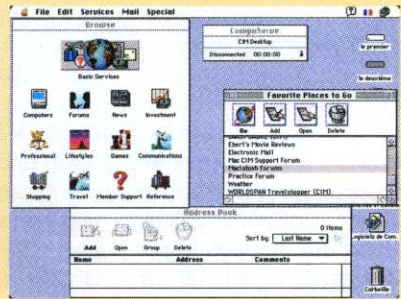 File Edit Services Mail Special
Browse
Basic Services
Computers Forums News Investment
Professional Lifestyles Games Communications
Shopping Travel Member Support Reference
CompuServe
CIM Desktop
Disconnected 00:00:00
le premier
le deuxième
Favorite Places to Go
Go Add Open Delete
Ebert's Movie Reviews
Electronic Mail
Mac CIM Support Forum
Macintosh Forums
Practice Forum
Weather
WORLDSPAN Travelshopper (CIM)
Address Book
0 Items
Add Open Group Delete
Sort by: Last Name
Name Address Comments
Logiciels de Com.
Corbeille